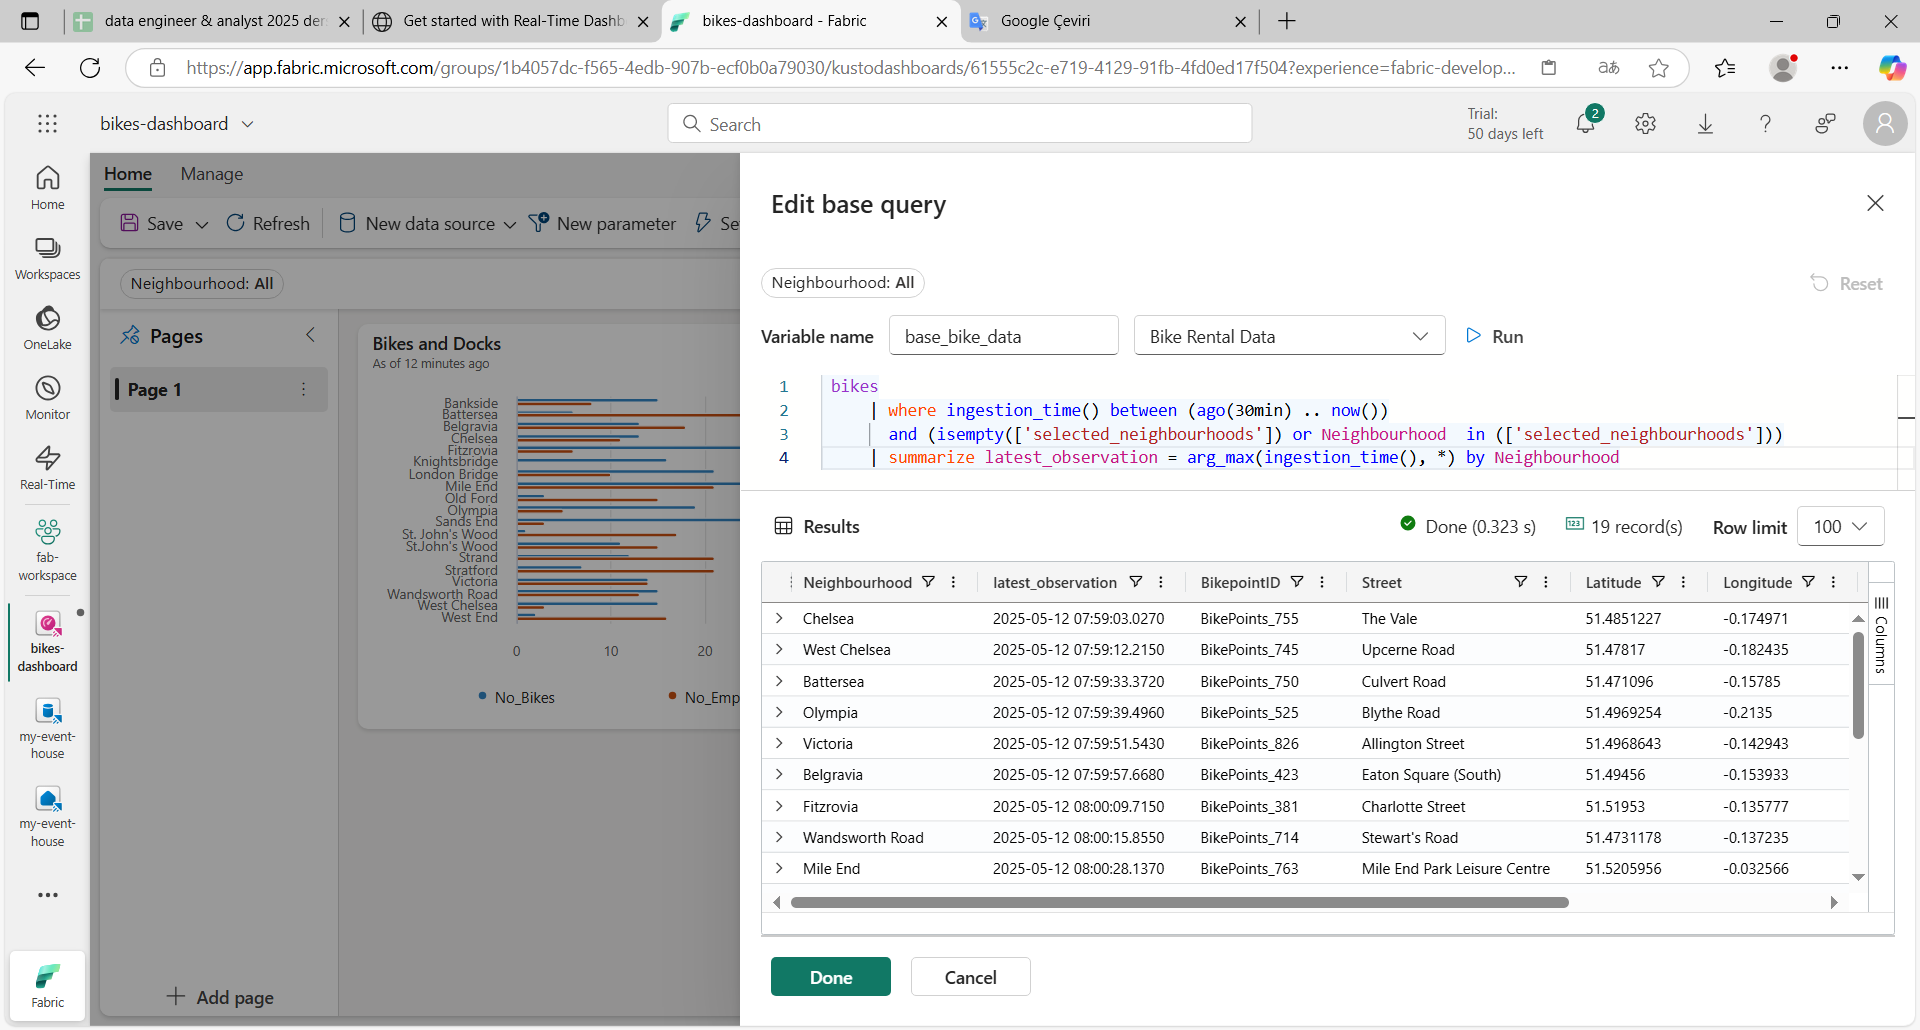 data engineer & analyst 2025 der
Get started with Real-Time Dashb
bikes-dashboard - Fabric
Google Çeviri
https://app.fabric.microsoft.com/groups/1b4057dc-f565-4edb-907b-ecf0b0a79030/kustodashboards/61555c2c-e719-4129-91fb-4fd0ed17f504?experience=fabric-develop...
bikes-dashboard
Search
Trial:
50 days left
2
Home
Workspaces
OneLake
Monitor
Real-Time
fab-
workspace
bikes-
dashboard
my-event-
house
my-event-
house
Fabric
Home Manage
Save Refresh New data source New parameter Se
Neighbourhood: All
Pages
Page 1
Add page
Bikes and Docks
As of 12 minutes ago
Bankside
Battersea
Belgravia
Chelsea
Fitzrovia
Knightsbridge
London Bridge
Mile End
Old Ford
Olympia
Sands End
St. John's Wood
St.John's Wood
Strand
Stratford
Victoria
Wandsworth Road
West Chelsea
West End
0 10 20
No_Bikes No_Emp
Edit base query
Neighbourhood: All
Reset
Variable name base_bike_data Bike Rental Data Run
1 bikes
2 | where ingestion_time() between (ago(30min) .. now())
3 and (isempty(['selected_neighbourhoods']) or Neighbourhood in (['selected_neighbourhoods']))
4 | summarize latest_observation = arg_max(ingestion_time(), *) by Neighbourhood
Results Done (0.323 s) 123 19 record(s) Row limit 100
Neighbourhood latest_observation BikepointID Street Latitude Longitude
Chelsea 2025-05-12 07:59:03.0270 BikePoints_755 The Vale 51.4851227 -0.174971
West Chelsea 2025-05-12 07:59:12.2150 BikePoints_745 Upcerne Road 51.47817 -0.182435
Battersea 2025-05-12 07:59:33.3720 BikePoints_750 Culvert Road 51.471096 -0.15785
Olympia 2025-05-12 07:59:39.4960 BikePoints_525 Blythe Road 51.4969254 -0.2135
Victoria 2025-05-12 07:59:51.5430 BikePoints_826 Allington Street 51.4968643 -0.142943
Belgravia 2025-05-12 07:59:57.6680 BikePoints_423 Eaton Square (South) 51.49456 -0.153933
Fitzrovia 2025-05-12 08:00:09.7150 BikePoints_381 Charlotte Street 51.51953 -0.135777
Wandsworth Road 2025-05-12 08:00:15.8550 BikePoints_714 Stewart's Road 51.4731178 -0.137235
Mile End 2025-05-12 08:00:28.1370 BikePoints_763 Mile End Park Leisure Centre 51.5205956 -0.032566
Columns
Done Cancel